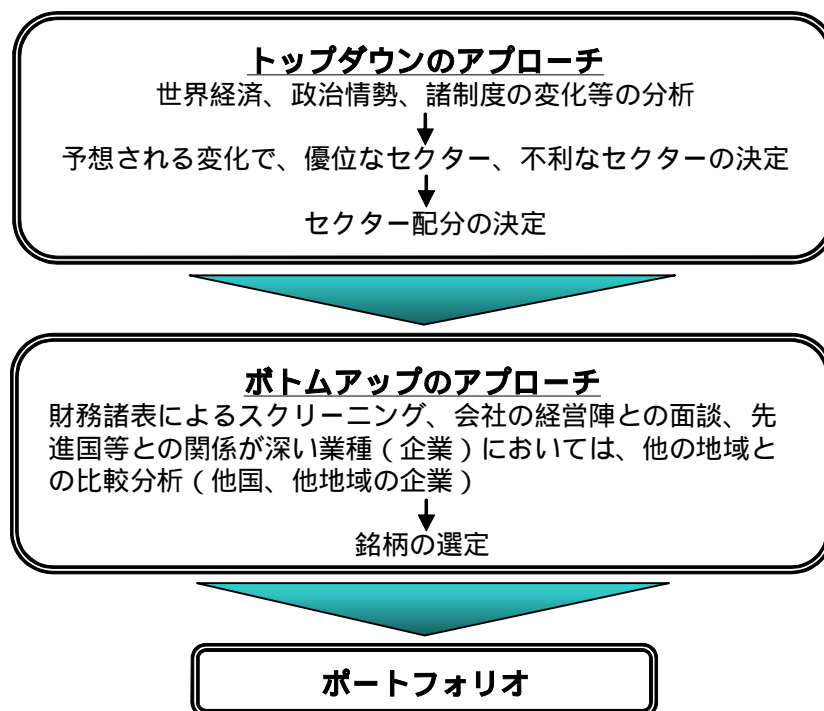 トップダウンのアプローチ
世界経済、政治情勢、諸制度の変化等の分析
予想される変化で、優位なセクター、不利なセクターの決定
セクター配分の決定
ボトムアップのアプローチ
財務諸表によるスクリーニング、会社の経営陣との面談、先
進国等との関係が深い業種（企業）においては、他の地域と
の比較分析（他国、他地域の企業）
銘柄の選定
ポートフォリオ